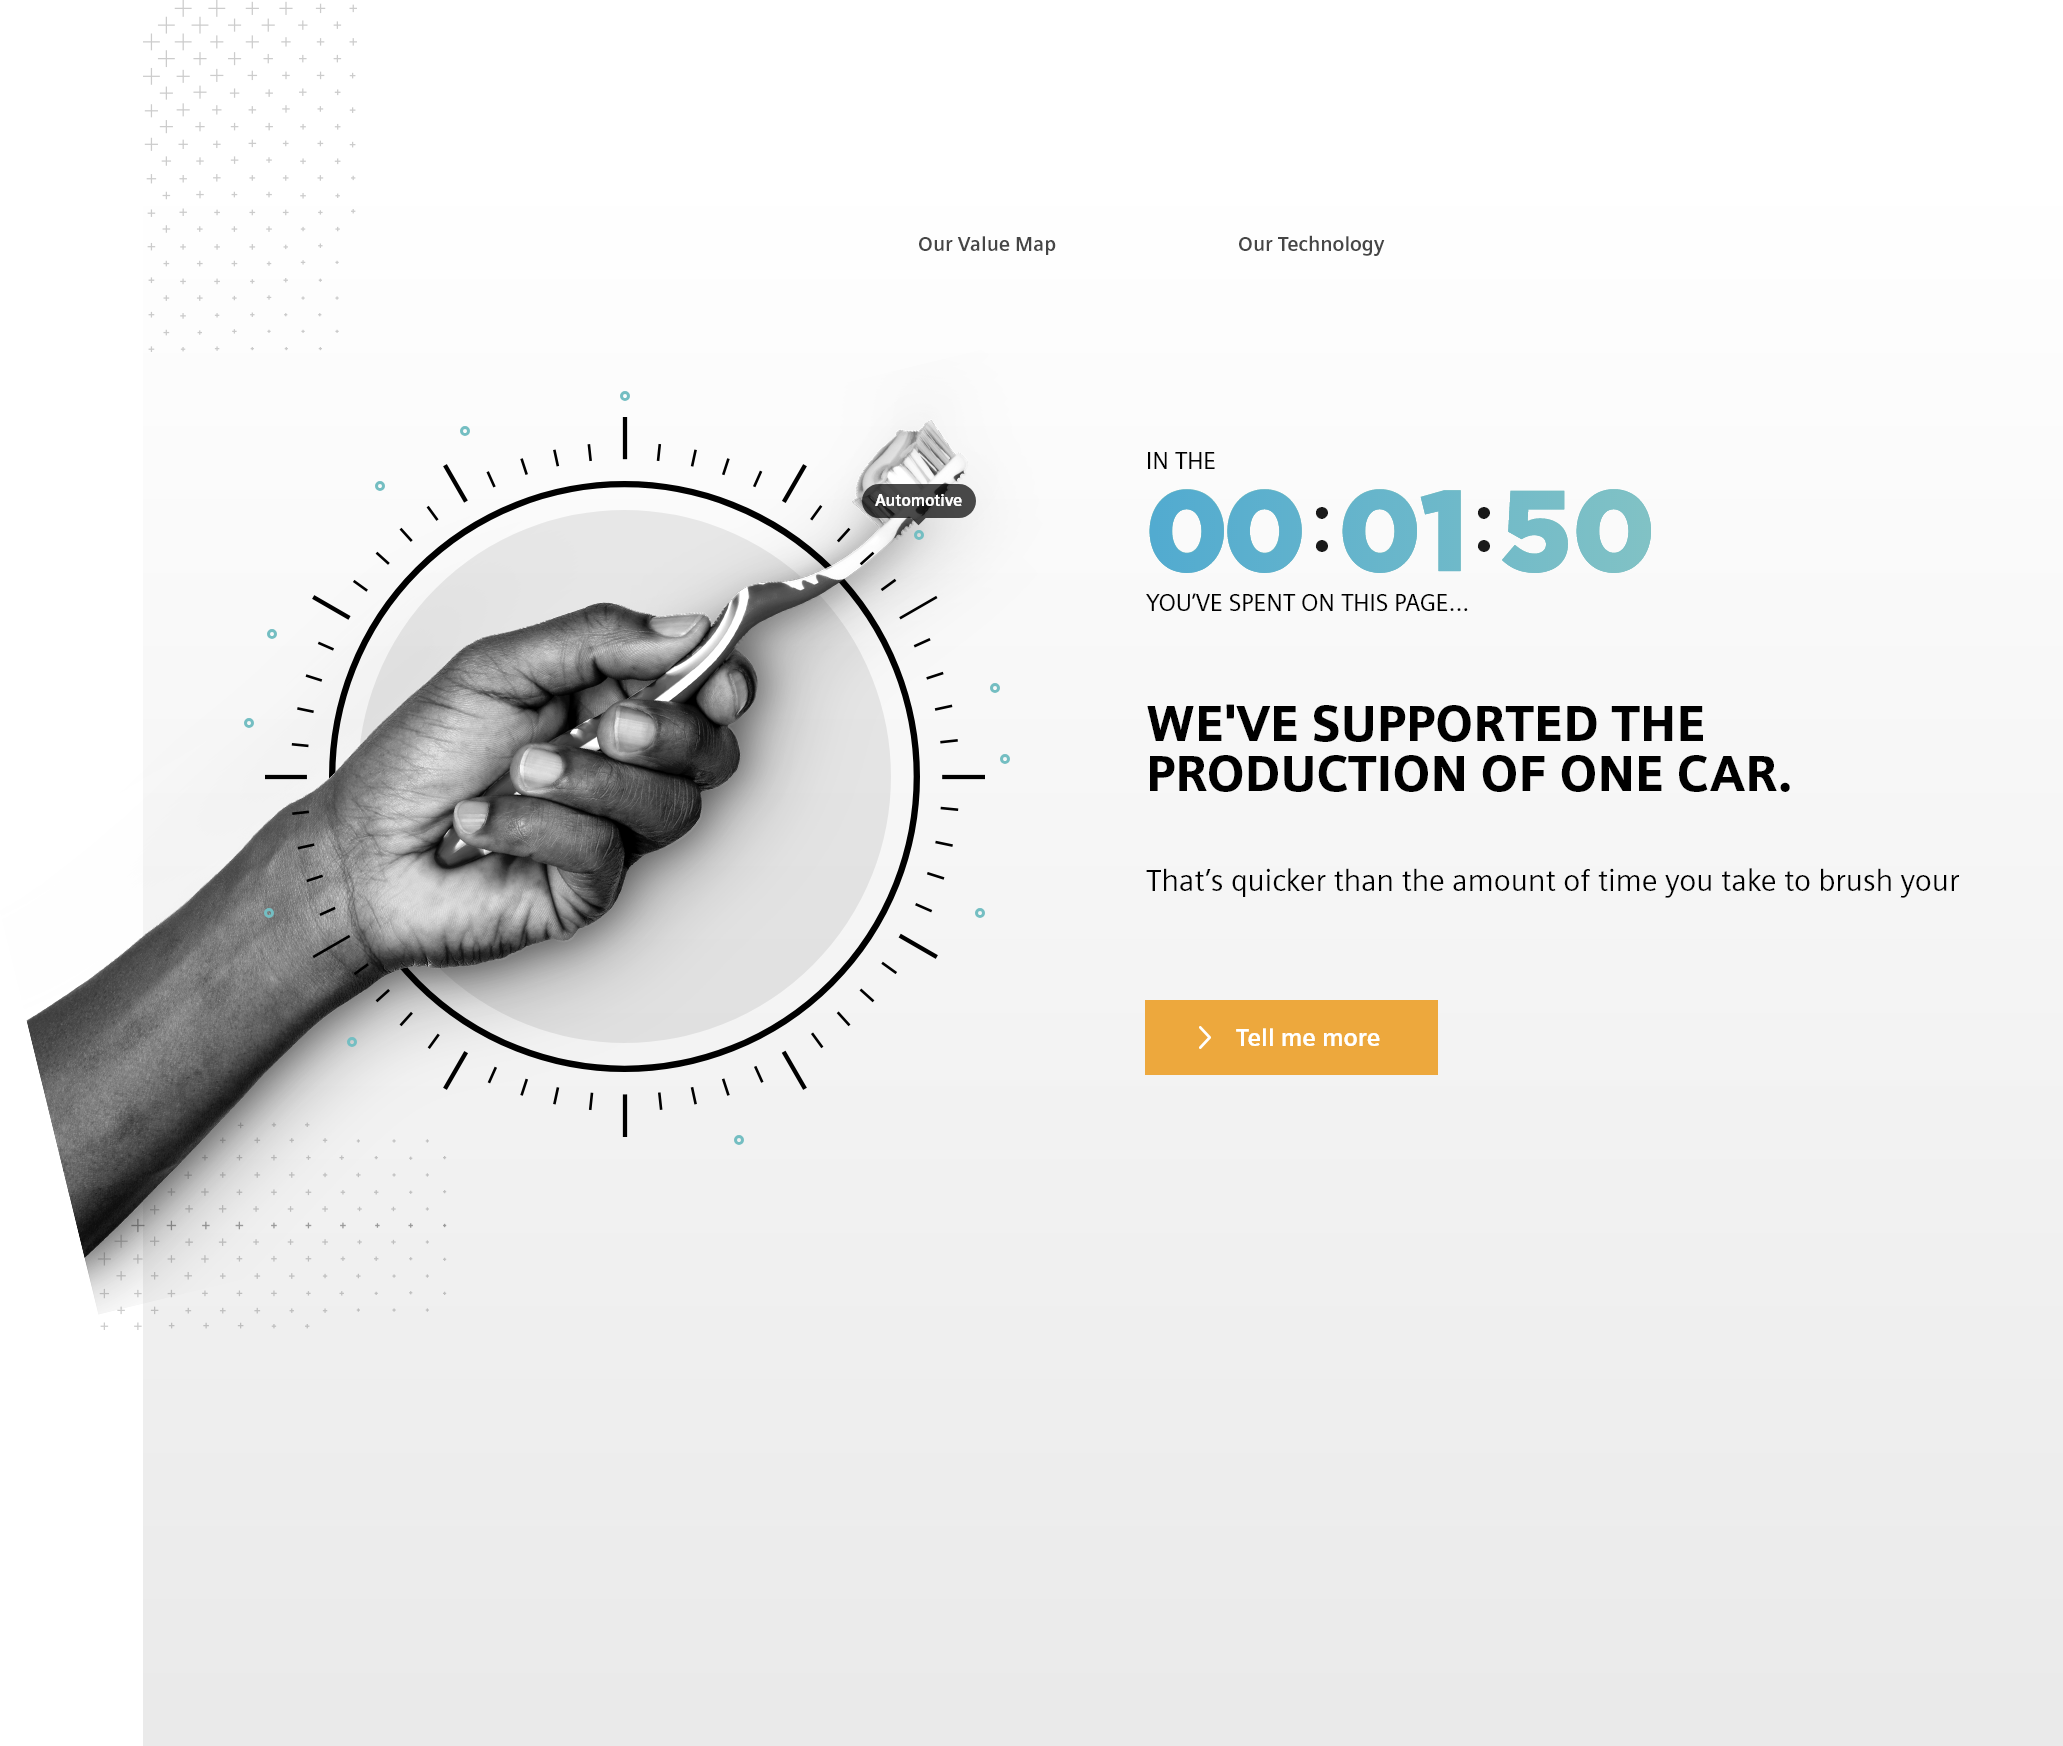 Our Value Map
Our Technology
Automotive
IN THE
00:01:50
YOU’VE SPENT ON THIS PAGE…
WE'VE SUPPORTED THE
PRODUCTION OF ONE CAR.
That’s quicker than the amount of time you take to brush your
Tell me more